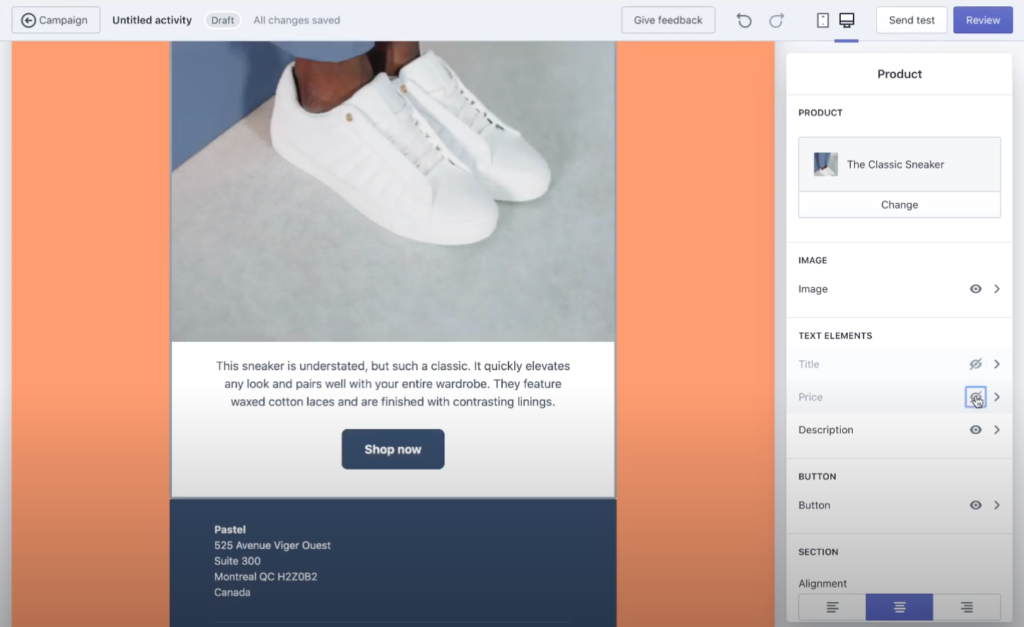 Campaign
Untitled activity
Draft
All changes saved
Give feedback
Send test
Review
This sneaker is understated, but such a classic. It quickly elevates
any look and pairs well with your entire wardrobe. They feature
waxed cotton laces and are finished with contrasting linings.
Shop now
Pastel
525 Avenue Viger Ouest
Suite 300
Montreal QC H2Z0B2
Canada
Product
PRODUCT
The Classic Sneaker
Change
IMAGE
Image
TEXT ELEMENTS
Title
Price
Description
BUTTON
Button
SECTION
Alignment